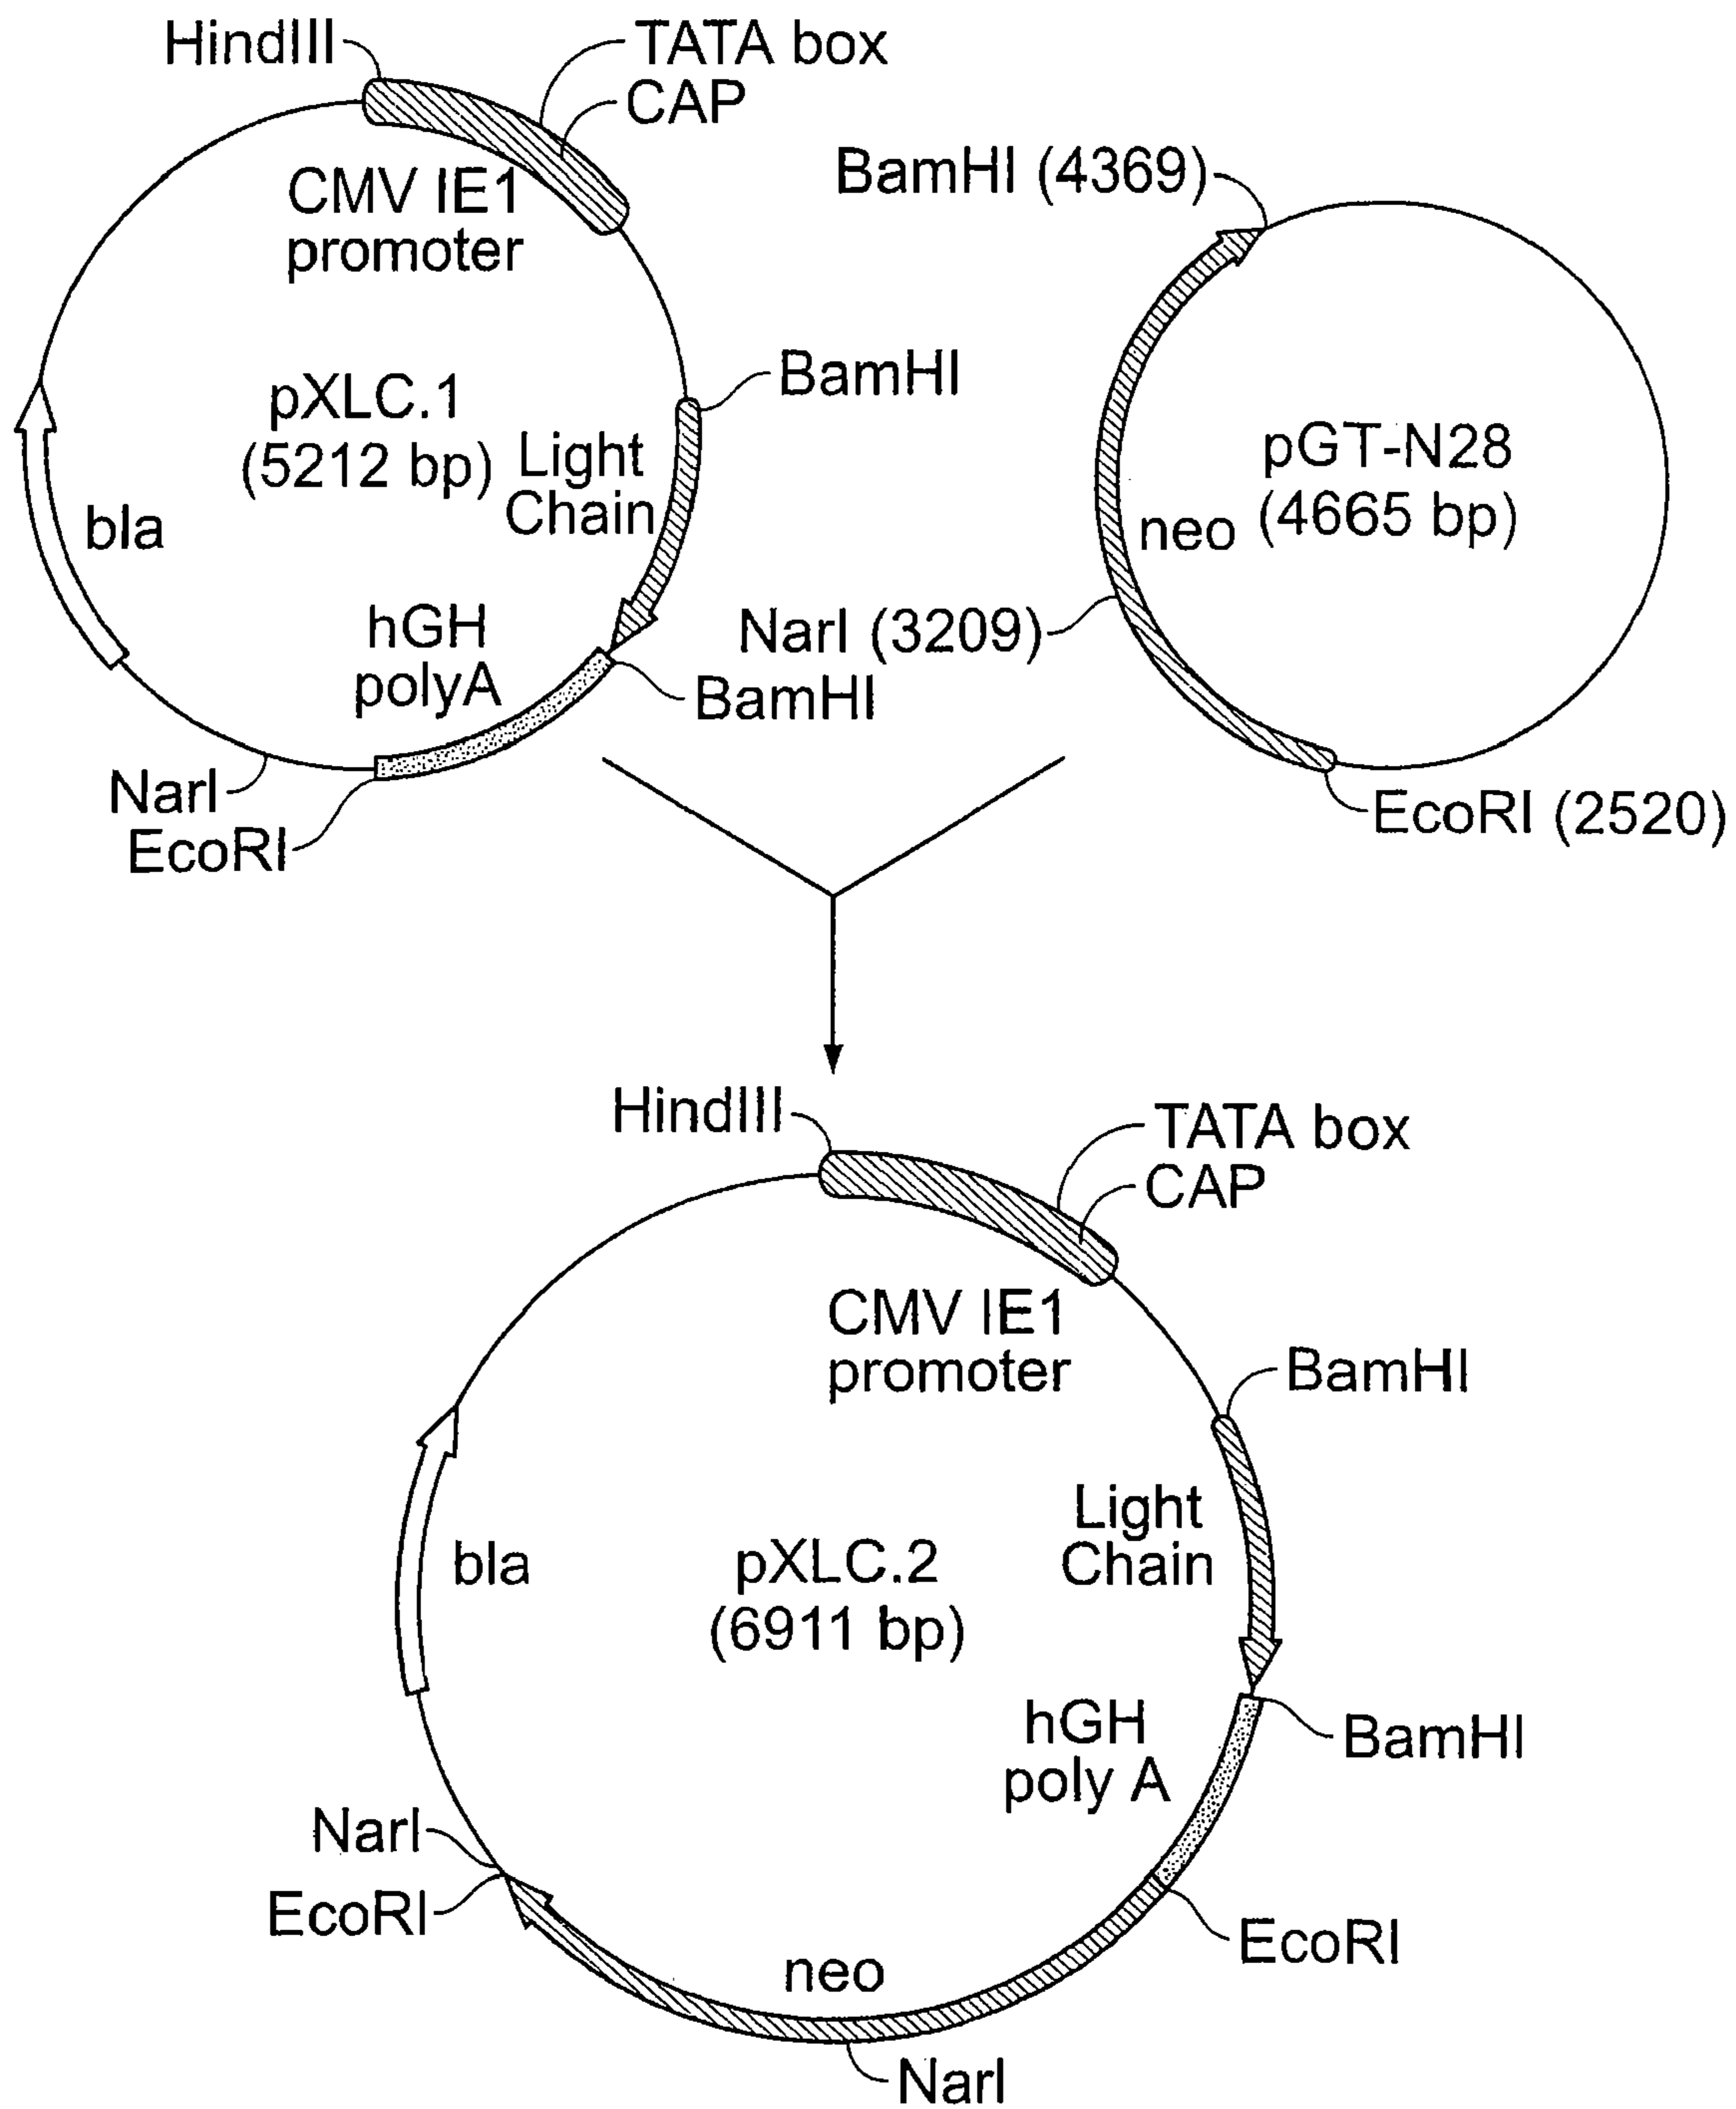 HindIII
TATA box
CAP
CMV IE1
promoter
BamHI (4369)
BamHI
pXLC.1
(5212 bp)
Light
Chain
bla
pGT-N28
(4665 bp)
neo
hGH
polyA
NarI (3209)
BamHI
NarI
EcoRI
EcoRI (2520)
HindIII
TATA box
CAP
CMV IE1
promoter
BamHI
Light
Chain
bla
pXLC.2
(6911 bp)
hGH
poly A
BamHI
NarI
EcoRI
EcoRI
neo
NarI